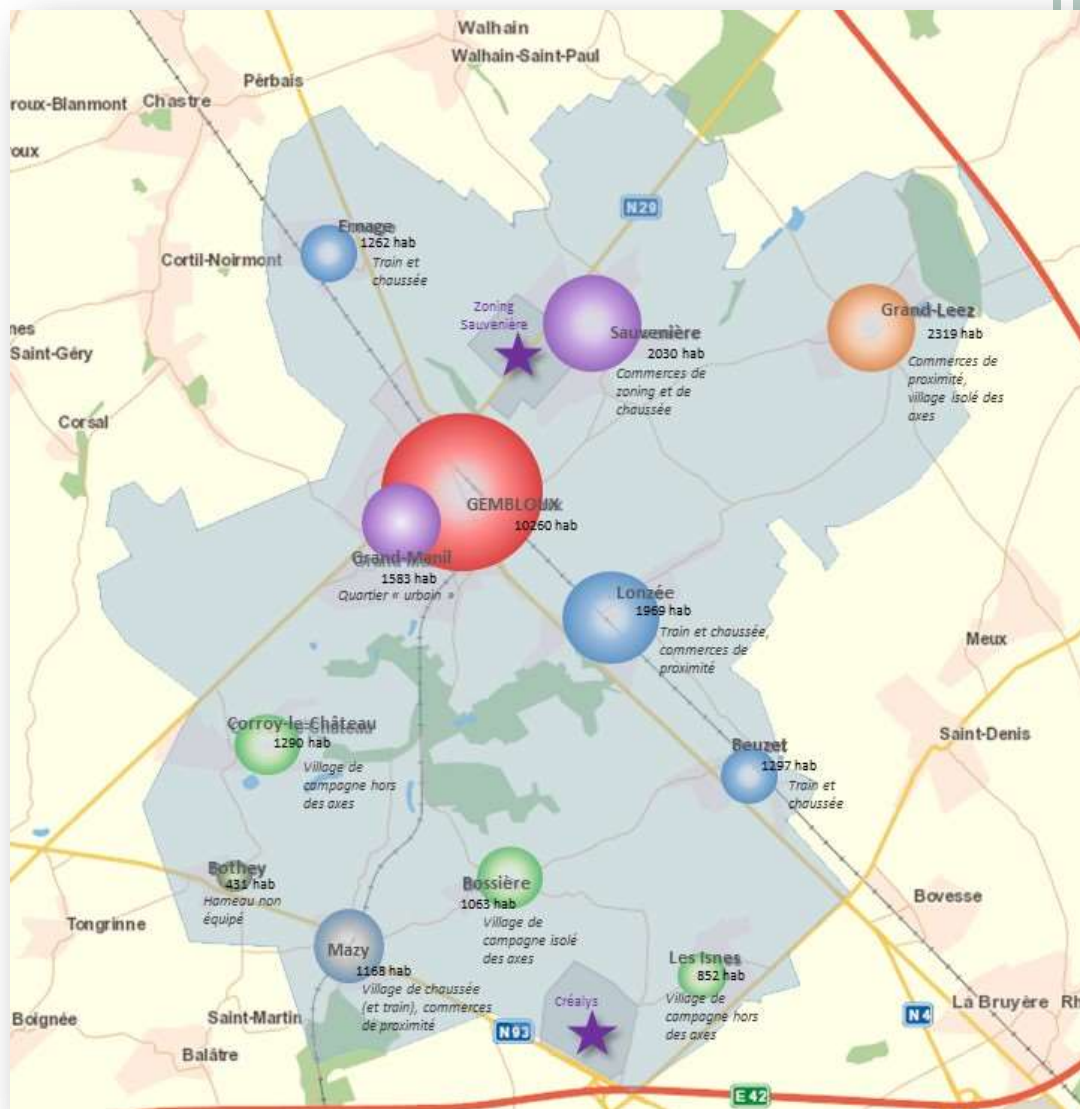 Walhain
Walhain-Saint-Paul
Pèrbais
roux-Blanmont
Chastre
oux
N29
Ernage
1262 hab
Train et
chaussée
Cortil-Noirmont
Zoning
Sauvenière
Sauvenière
2030 hab
Commerces de
zoning et de
chaussée
Grand-Leez
2319 hab
Commerces de
proximité,
village isolé des
axes
nes
Saint-Géry
Corsal
GEMBLOUX
10260 hab
Grand-Manil
1583 hab
Quartier « urbain »
Lonzée
1969 hab
Train et chaussée,
commerces de
proximité
Meux
Corroy-le-Château
1290 hab
Village de
campagne hors
des axes
Saint-Denis
Beuzet
1297 hab
Train et
chaussée
Bothey
431 hab
Hameau non
équipé
Bossière
1063 hab
Village de
campagne isolé
des axes
Bovesse
Tongrinne
Mazy
1168 hab
Village de chaussée
(et train), commerces
de proximité
Les Isnes
852 hab
Village de
campagne hors
des axes
Créalys
La Bruyère
Rh
Boignée
Saint-Martin
N93
N4
Balâtre
E 42